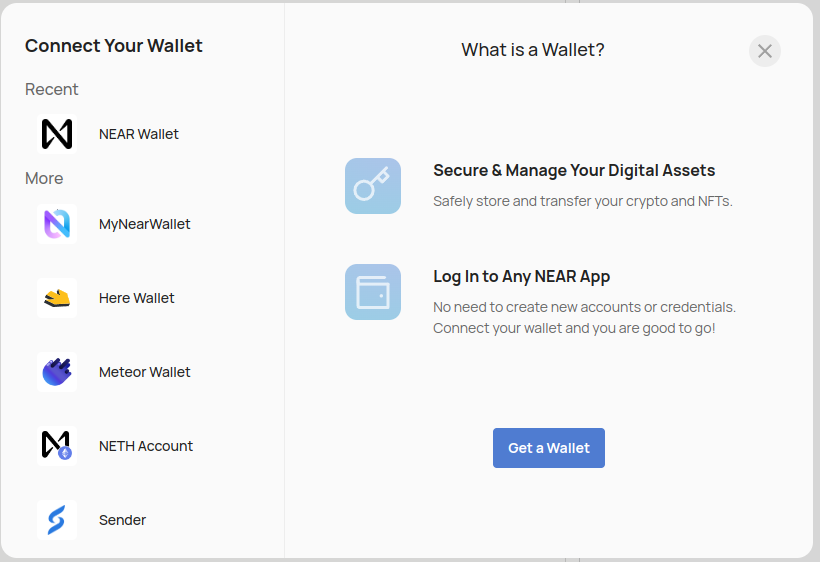 Connect Your Wallet
Recent
NEAR Wallet
More
MyNearWallet
Here Wallet
Meteor Wallet
NETH Account
Sender
What is a Wallet?
Secure & Manage Your Digital Assets
Safely store and transfer your crypto and NFTs.
Log In to Any NEAR App
No need to create new accounts or credentials.
Connect your wallet and you are good to go!
Get a Wallet